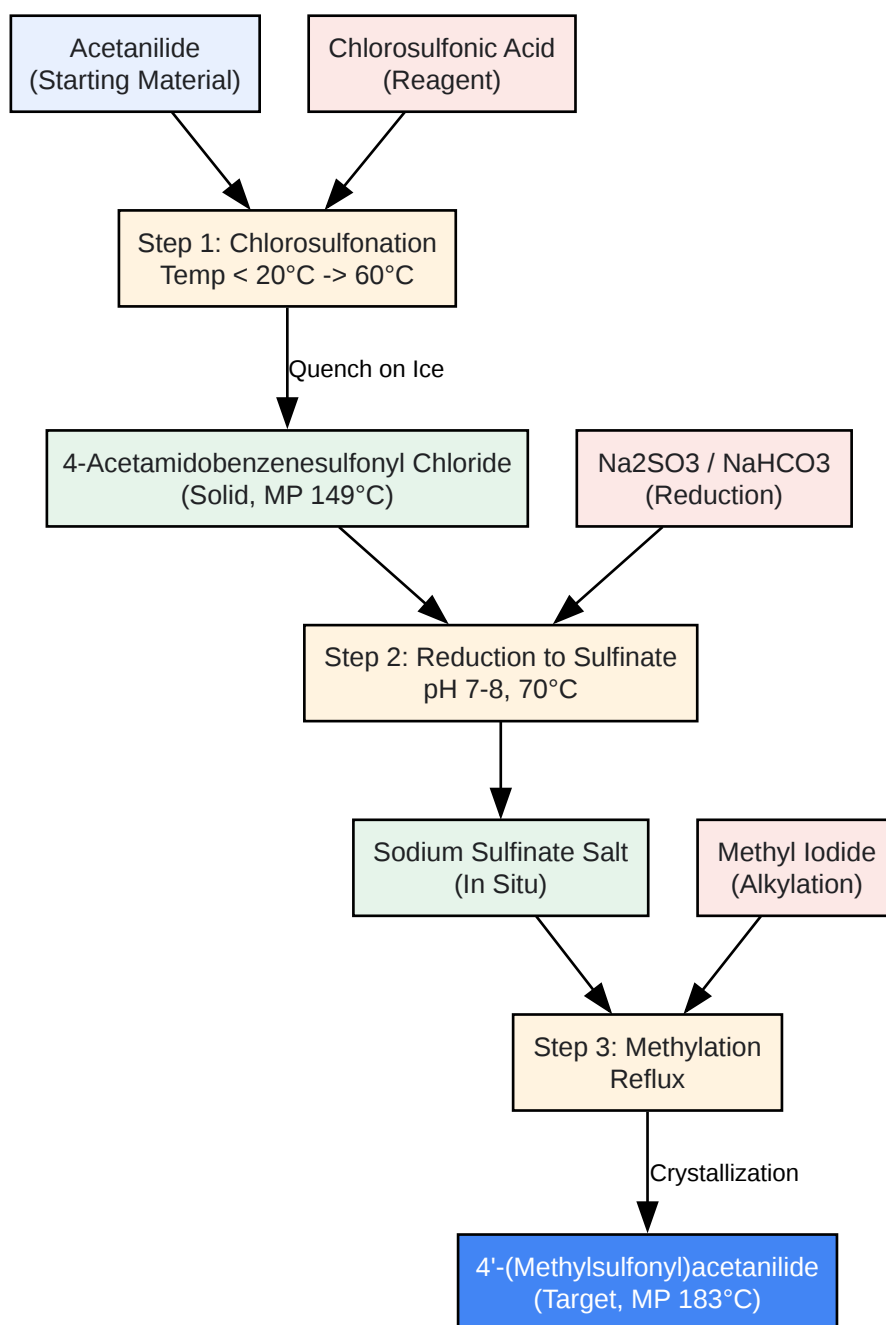 Acetanilide
(Starting Material)
Chlorosulfonic Acid
(Reagent)
Step 1: Chlorosulfonation
Temp < 20°C -> 60°C
Quench on Ice
4-Acetamidobenzenesulfonyl Chloride
(Solid, MP 149°C)
Na2SO3 / NaHCO3
(Reduction)
Step 2: Reduction to Sulfinate
pH 7-8, 70°C
Sodium Sulfinate Salt
(In Situ)
Methyl Iodide
(Alkylation)
Step 3: Methylation
Reflux
Crystallization
4'-(Methylsulfonyl)acetanilide
(Target, MP 183°C)